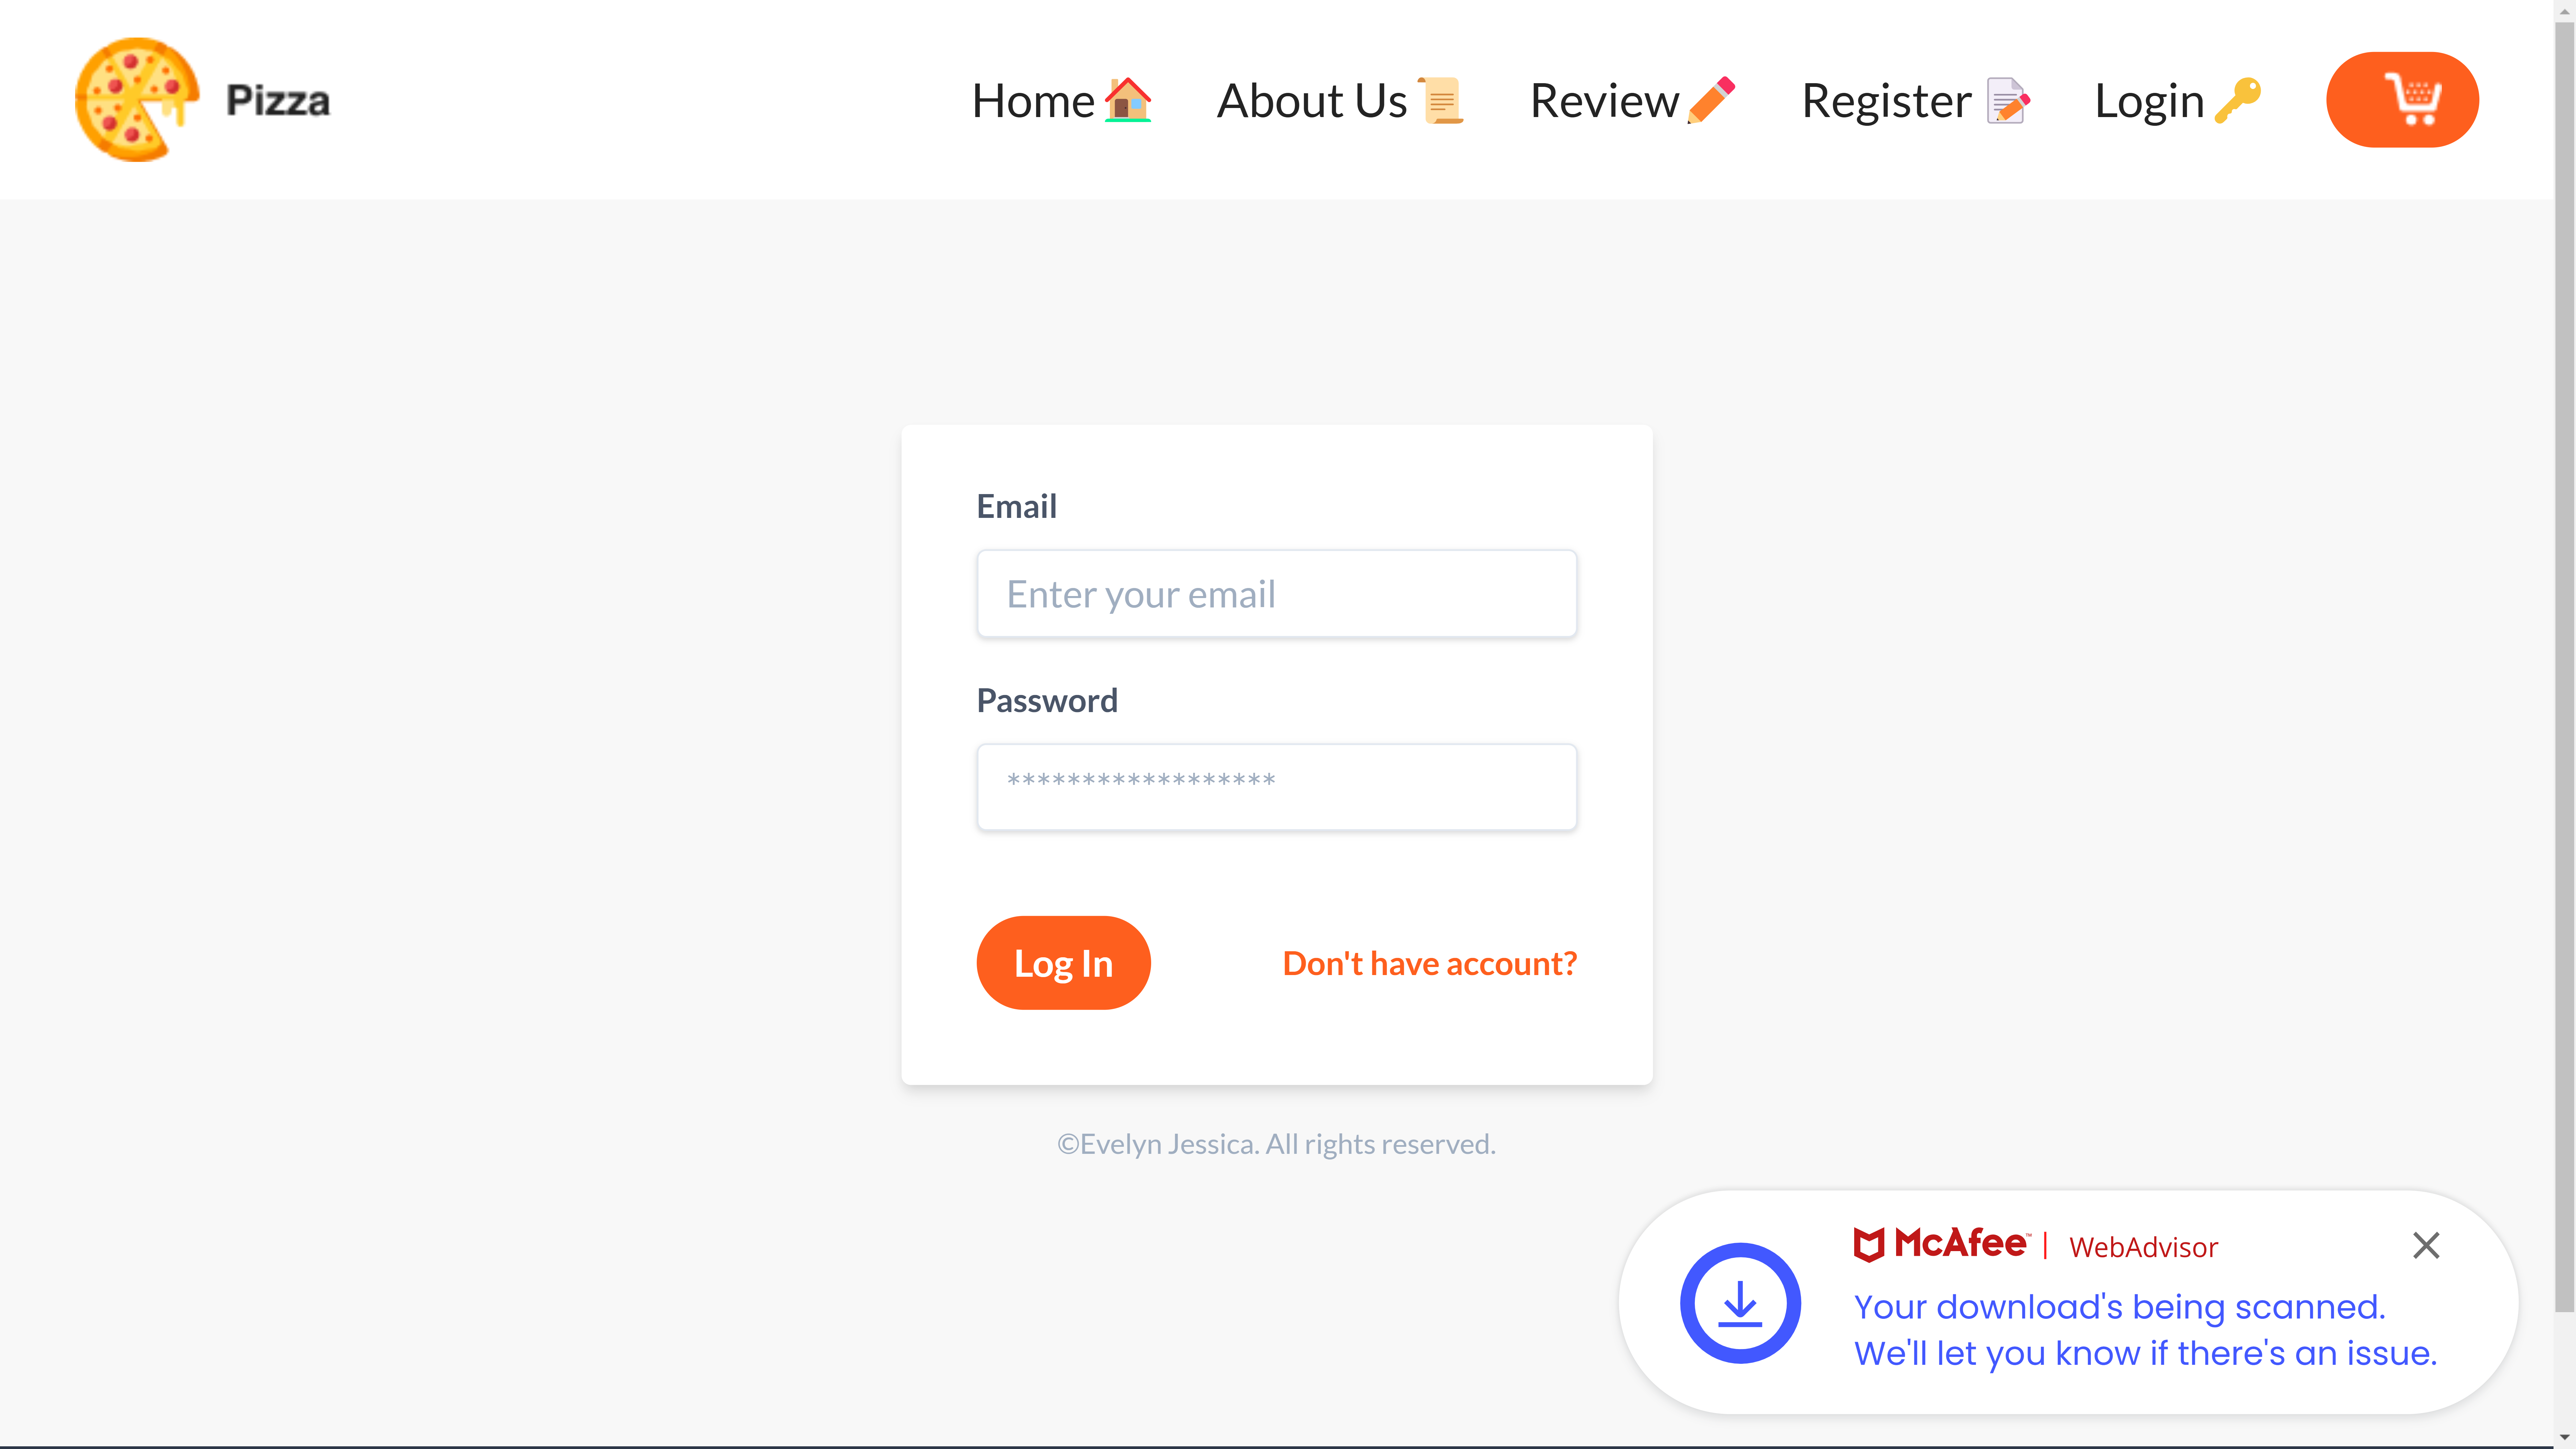 Pizza
Home🏠 About Us📜 Review✏️ Register📝 Login🔑
Email
Enter your email
Password
******************
Log In Don't have account?
©Evelyn Jessica. All rights reserved.
McAfee™ | WebAdvisor
Your download's being scanned.
We'll let you know if there's an issue.